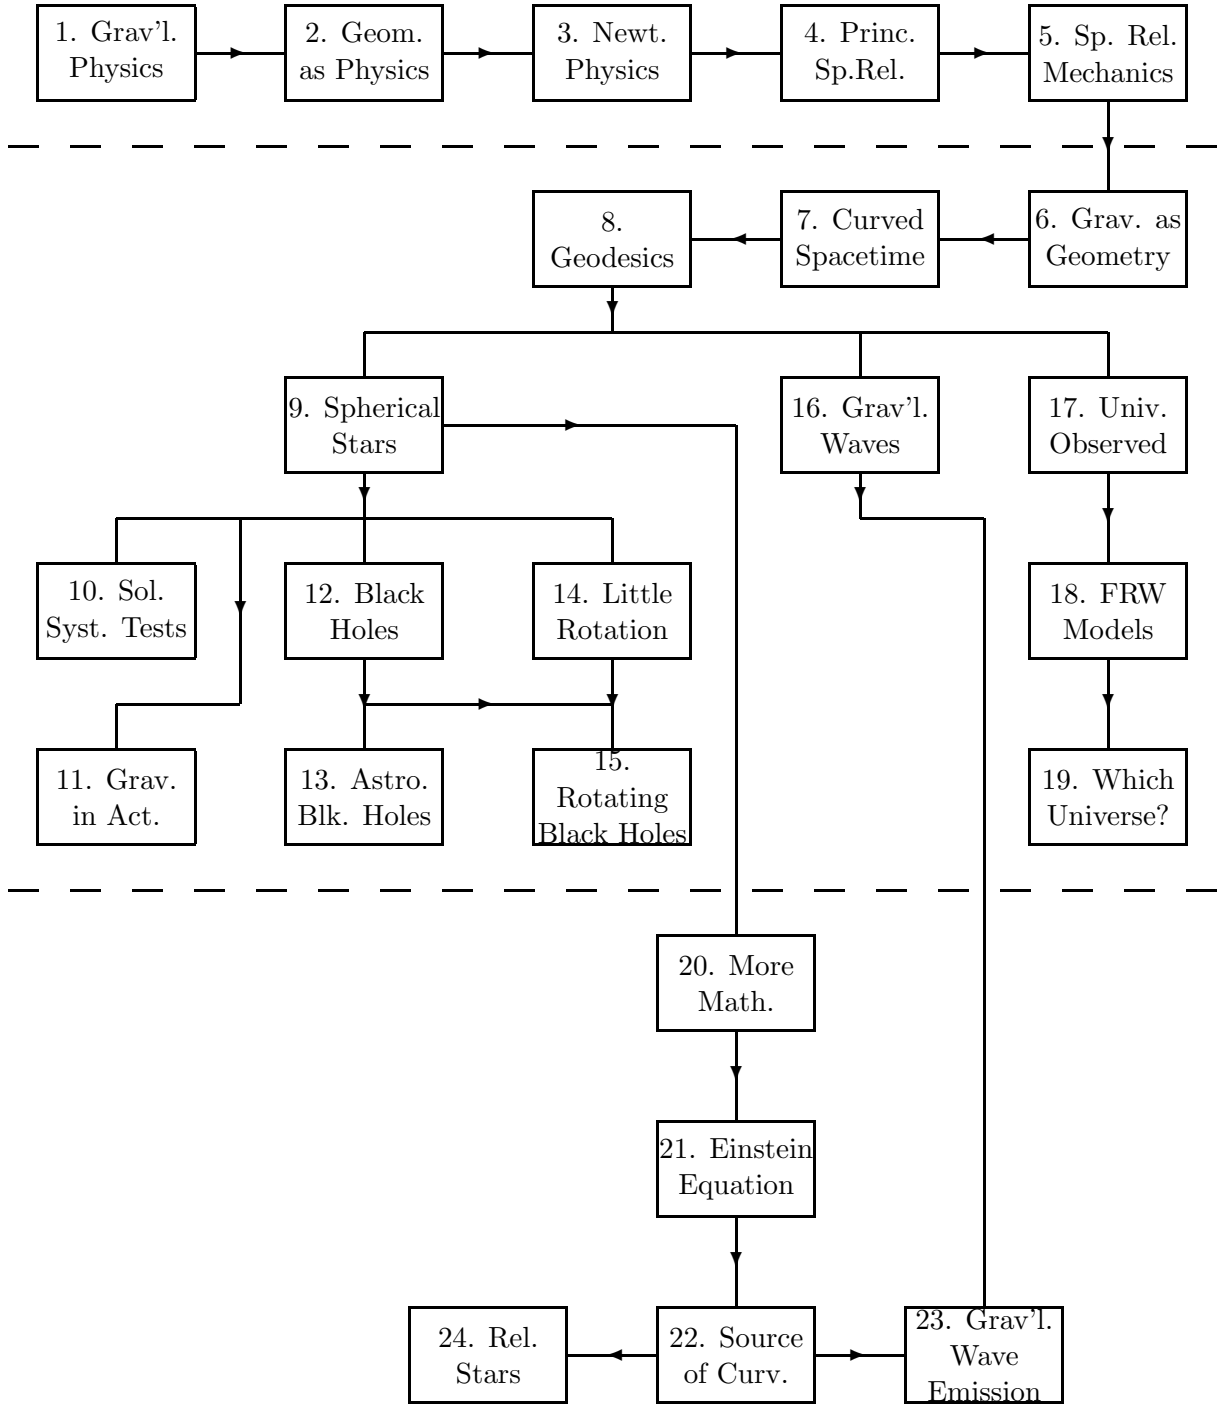 1. Grav'l.
Physics
2. Geom.
as Physics
3. Newt.
Physics
4. Princ.
Sp.Rel.
5. Sp. Rel.
Mechanics
8.
Geodesics
7. Curved
Spacetime
6. Grav. as
Geometry
9. Spherical
Stars
16. Grav'l.
Waves
17. Univ.
Observed
10. Sol.
Syst. Tests
12. Black
Holes
14. Little
Rotation
18. FRW
Models
11. Grav.
in Act.
13. Astro.
Blk. Holes
15.
Rotating
Black Holes
19. Which
Universe?
20. More
Math.
21. Einstein
Equation
24. Rel.
Stars
22. Source
of Curv.
23. Grav'l.
Wave
Emission